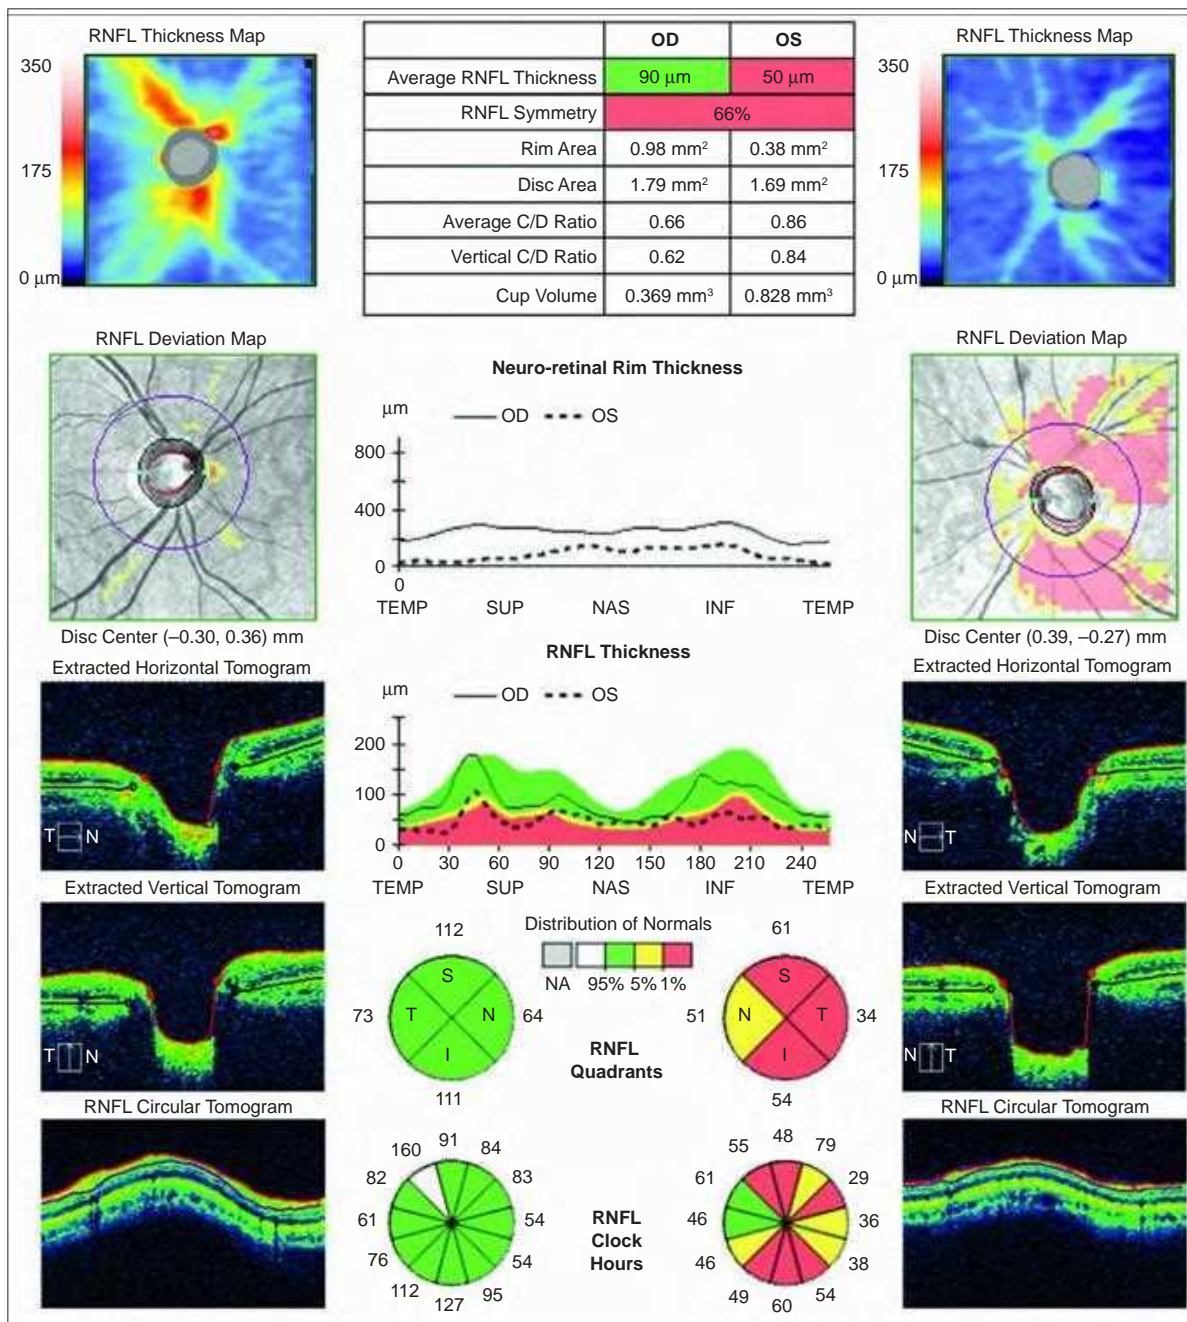 RNFL Thickness Map
350
175
0 µm
OD OS
Average RNFL Thickness 90 µm 50 µm
RNFL Symmetry 66%
Rim Area 0.98 mm² 0.38 mm²
Disc Area 1.79 mm² 1.69 mm²
Average C/D Ratio 0.66 0.86
Vertical C/D Ratio 0.62 0.84
Cup Volume 0.369 mm³ 0.828 mm³
RNFL Thickness Map
350
175
0 µm
RNFL Deviation Map
Disc Center (–0.30, 0.36) mm
Neuro-retinal Rim Thickness
µm OD OS
800
400
0
0
TEMP SUP NAS INF TEMP
RNFL Deviation Map
Disc Center (0.39, –0.27) mm
Extracted Horizontal Tomogram
T N
RNFL Thickness
µm OD OS
200
100
0
0 30 60 90 120 150 180 210 240
TEMP SUP NAS INF TEMP
Extracted Horizontal Tomogram
N T
Extracted Vertical Tomogram
T N
Distribution of Normals
NA 95% 5% 1%
112
S
73 T N 64
I
111
RNFL
Quadrants
61
S
51 N T 34
I
54
Extracted Vertical Tomogram
N T
RNFL Circular Tomogram
91
160 84
82 83
61 54
76 54
112 95
127
RNFL
Clock
Hours
48
55 79
61 29
46 36
46 38
49 54
60
RNFL Circular Tomogram